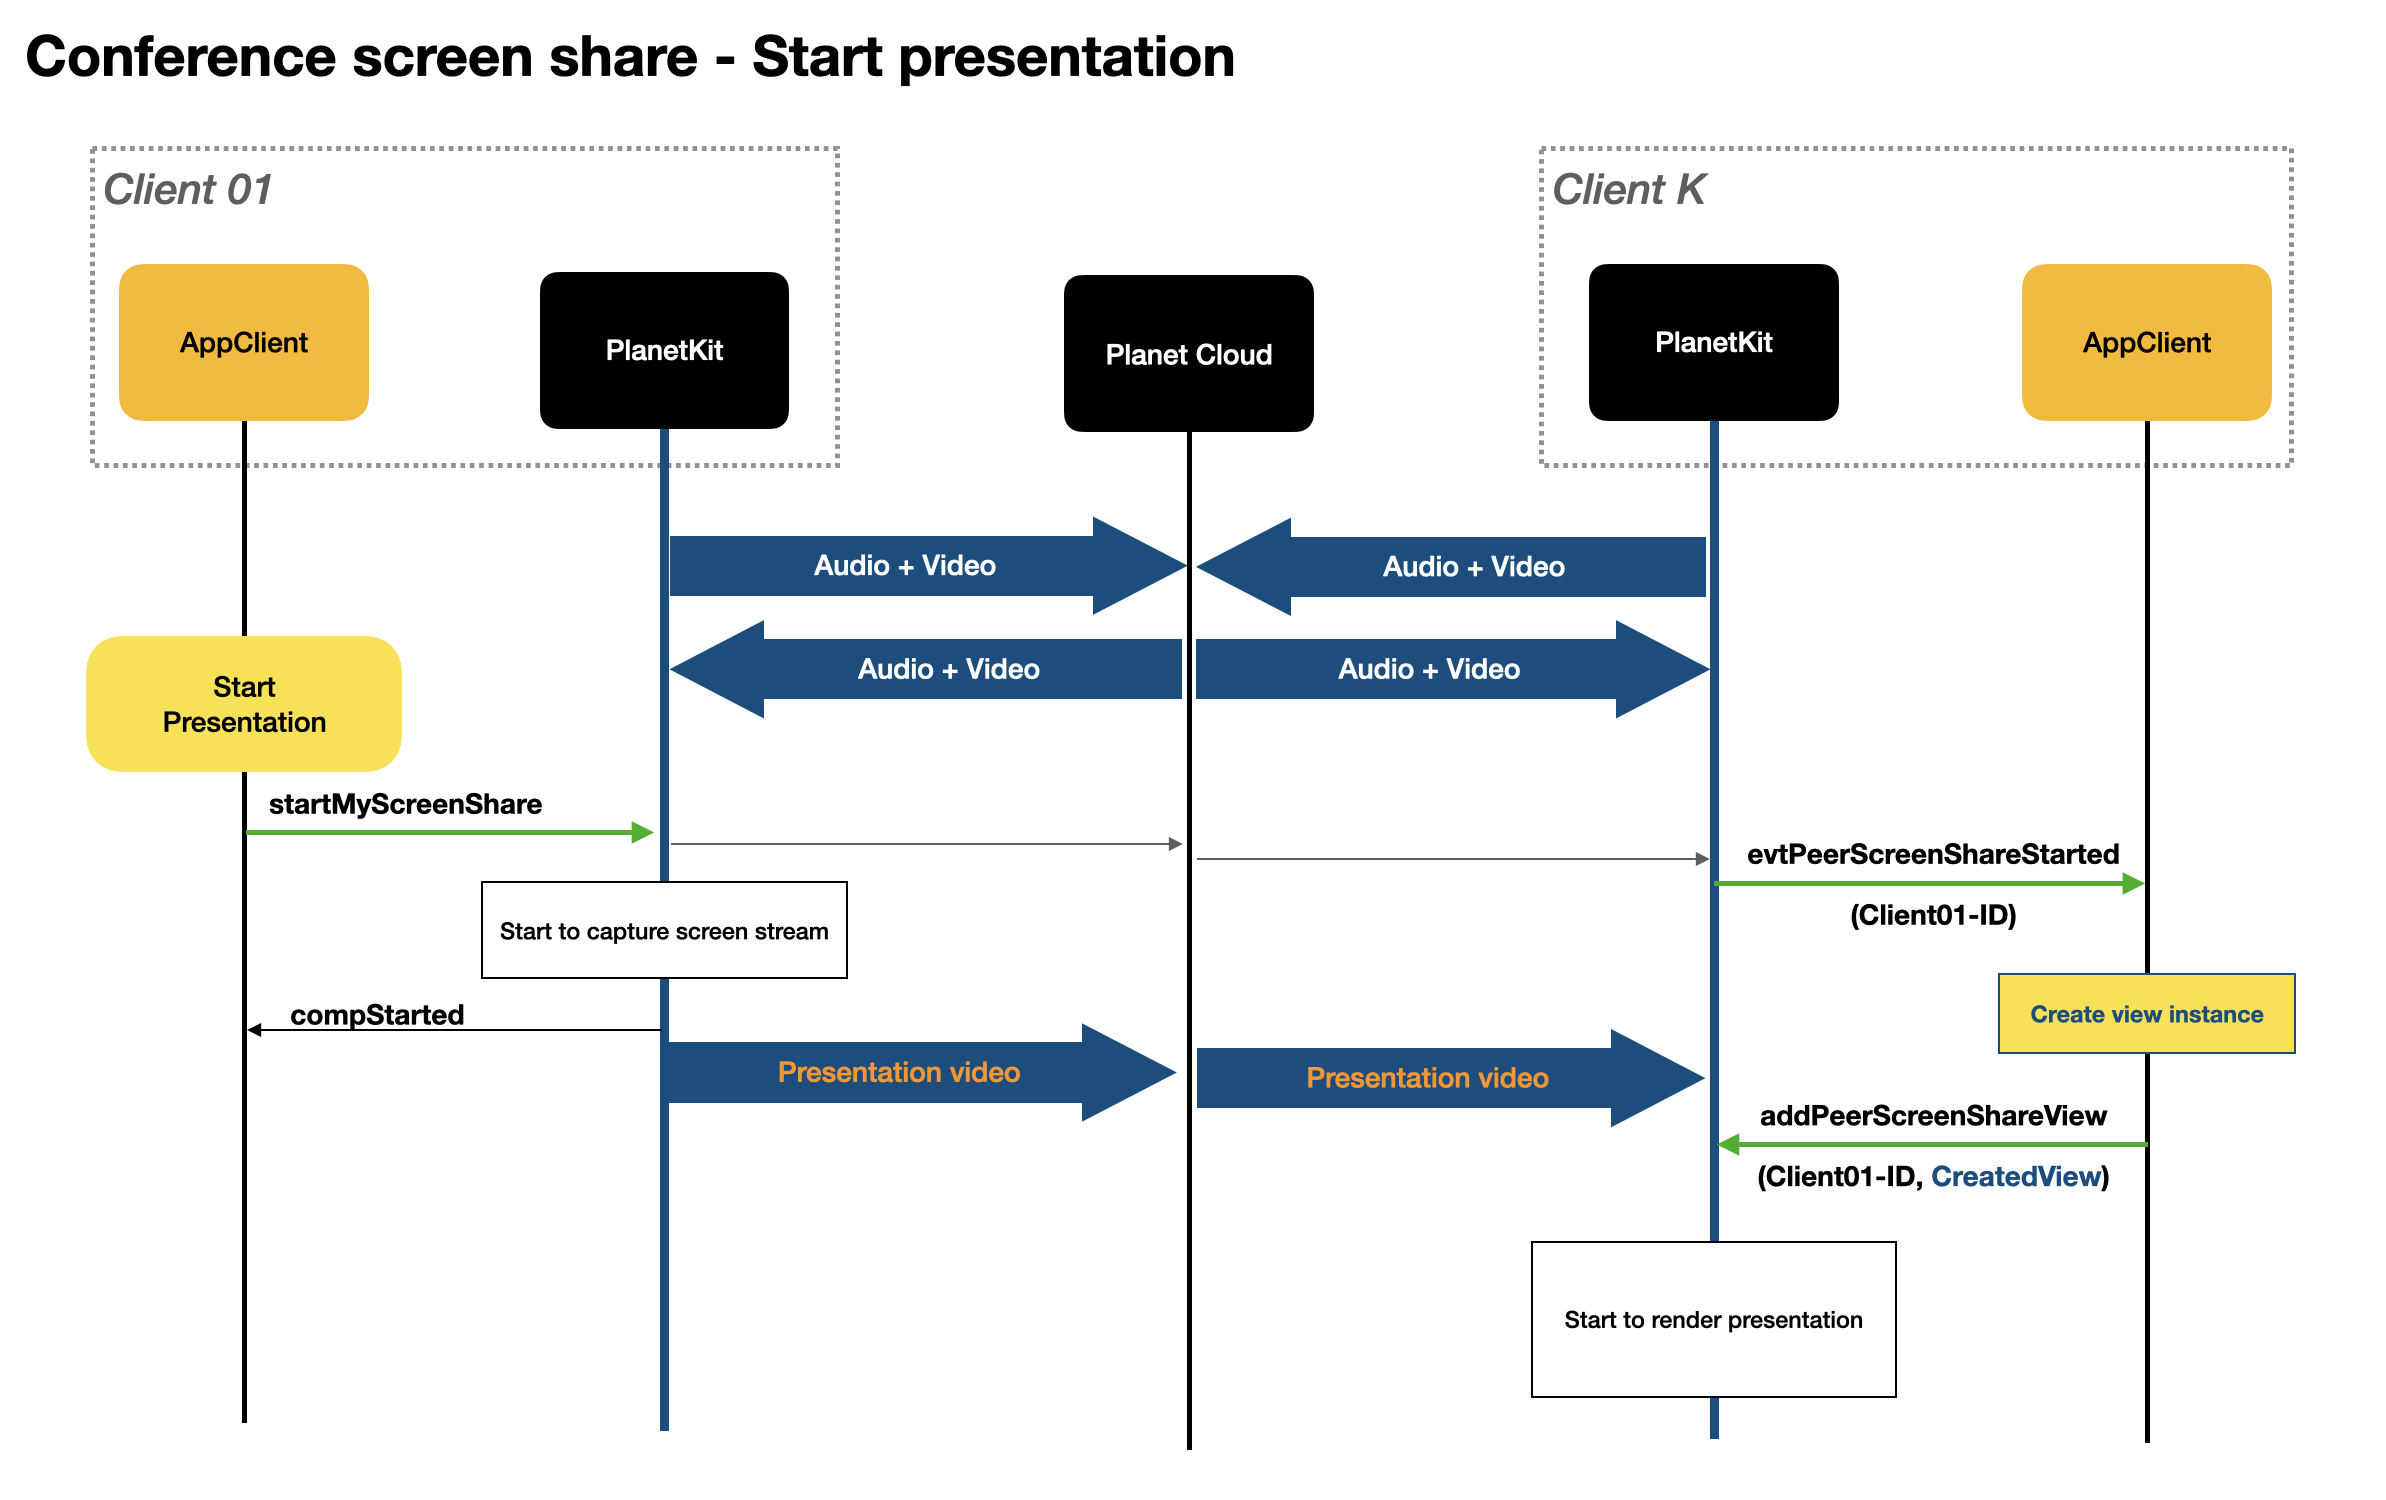 Conference screen share - Start presentation
Client 01
Client K
AppClient
PlanetKit
Planet Cloud
PlanetKit
AppClient
Audio + Video
Audio + Video
Audio + Video
Audio + Video
Start
Presentation
startMyScreenShare
evtPeerScreenShareStarted
(Client01-ID)
Start to capture screen stream
compStarted
Create view instance
Presentation video
Presentation video
addPeerScreenShareView
(Client01-ID, CreatedView)
Start to render presentation